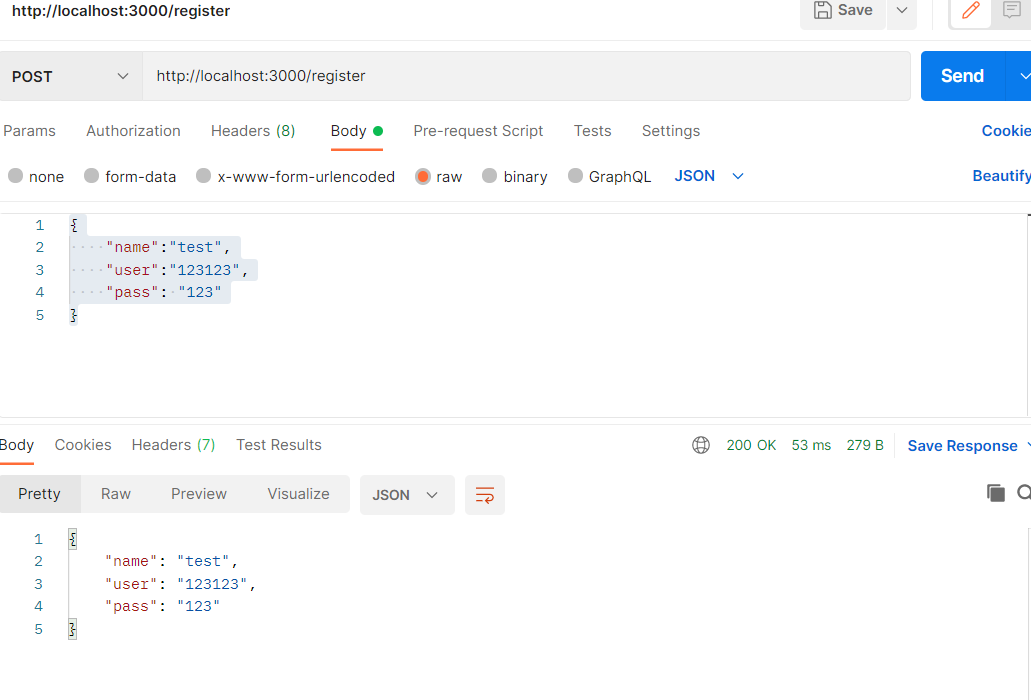 http://localhost:3000/register
Save
POST http://localhost:3000/register Send
Params Authorization Headers (8) Body Pre-request Script Tests Settings Cookie
none form-data x-www-form-urlencoded raw binary GraphQL JSON Beautify
1 {
2 "name":"test",
3 "user":"123123",
4 "pass": "123"
5 }
Body Cookies Headers (7) Test Results 200 OK 53 ms 279 B Save Response
Pretty Raw Preview Visualize JSON
1 {
2 "name": "test",
3 "user": "123123",
4 "pass": "123"
5 }